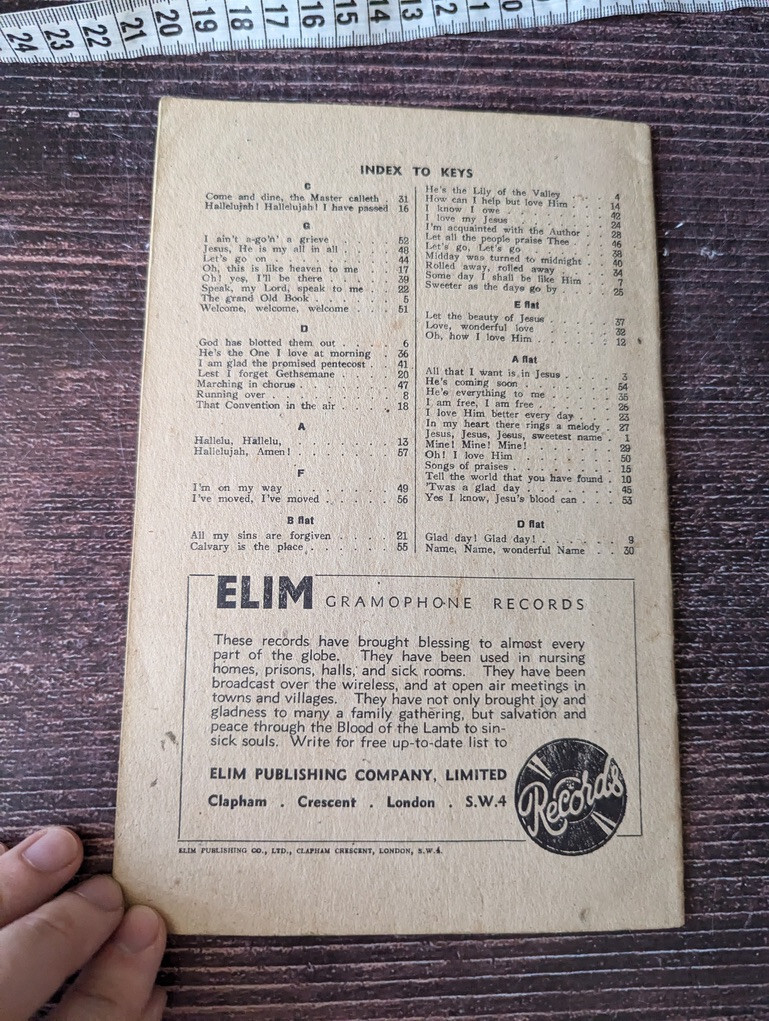 24 23 22 21 20 19 18 17 16 15 14 13 12 11 10
INDEX TO KEYS
C
Come and dine, the Master calleth . 31
Hallelujah! Hallelujah! I have passed 16
G
I ain't a-go'n' a grieve . . . . 52
Jesus, He is my all in all . . . . 48
Let's go on . . . . . . 44
Oh, this is like heaven to me . . . 17
Oh! yes, I'll be there . . . . . 39
Speak, my Lord, speak to me . . . 22
The grand Old Book . . . . . 5
Welcome, welcome, welcome . . . 51
D
God has blotted them out . . . . 6
He's the One I love at morning . . 36
I am glad the promised pentecost . . 41
Lest I forget Gethsemane . . . . 20
Marching in chorus . . . . . 47
Running over . . . . . . 8
That Convention in the air . . . . 18
A
Hallelu, Hallelu, . . . . . 13
Hallelujah, Amen! . . . . . 57
F
I'm on my way . . . . . 49
I've moved, I've moved . . . . . 56
B flat
All my sins are forgiven . . . . 21
Calvary is the place . . . . . 55
He's the Lily of the Valley . . . 4
How can I help but love Him . . . 14
I know I owe . . . . . . 42
I love my Jesus . . . . . 24
I'm acquainted with the Author . . . 28
Let all the people praise Thee . . . 46
Let's go, Let's go . . . . . 38
Midday was turned to midnight . . . 40
Rolled away, rolled away . . . . 34
Some day I shall be like Him . . . 7
Sweeter as the days go by . . . . 25
E flat
Let the beauty of Jesus . . . . 37
Love, wonderful love . . . . . 32
Oh, how I love Him . . . . . 12
A flat
All that I want is in Jesus . . . . 3
He's coming soon . . . . . 54
He's everything to me . . . . . 35
I am free, I am free . . . . . 26
I love Him better every day . . . 23
In my heart there rings a melody . . 27
Jesus, Jesus, Jesus, sweetest name . 1
Mine! Mine! Mine! . . . . . 29
Oh! I love Him . . . . . . 50
Songs of praises . . . . . . 15
Tell the world that you have found . 10
'Twas a glad day . . . . . . 45
Yes I know, Jesu's blood can . . . 53
D flat
Glad day! Glad day! . . . . . . 9
Name, Name, wonderful Name . . 30
ELIM GRAMOPHONE RECORDS
These records have brought blessing to almost every
part of the globe. They have been used in nursing
homes, prisons, halls, and sick rooms. They have been
broadcast over the wireless, and at open air meetings in
towns and villages. They have not only brought joy and
gladness to many a family gathering, but salvation and
peace through the Blood of the Lamb to sin-
sick souls. Write for free up-to-date list to
ELIM PUBLISHING COMPANY, LIMITED
Clapham . Crescent . London . S.W.4
Records
ELIM PUBLISHING CO., LTD., CLAPHAM CRESCENT, LONDON, S.W.4.